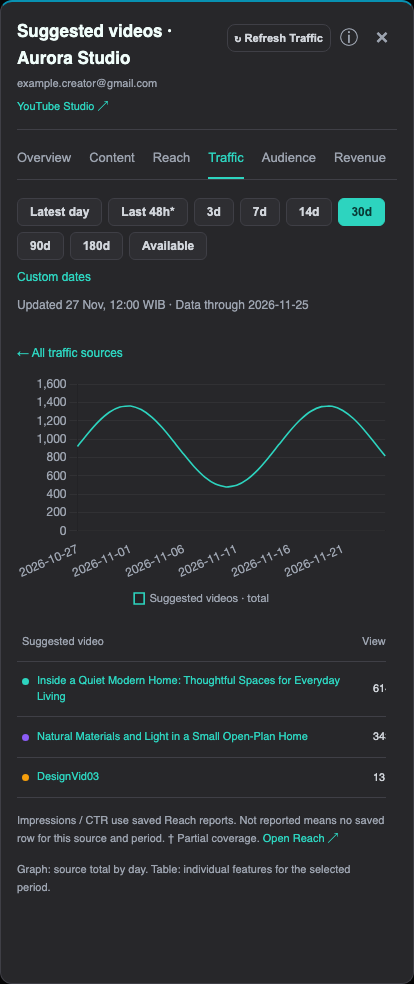 Suggested videos ·
Aurora Studio
↻ Refresh Traffic
ⓘ
✕
example.creator@gmail.com
YouTube Studio ↗
Overview Content Reach Traffic Audience Revenue
Latest day Last 48h* 3d 7d 14d 30d
90d 180d Available
Custom dates
Updated 27 Nov, 12:00 WIB · Data through 2026-11-25
← All traffic sources
1,600
1,400
1,200
1,000
800
600
400
200
0
2026-10-27 2026-11-01 2026-11-06 2026-11-11 2026-11-16 2026-11-21
Suggested videos · total
Suggested video View
Inside a Quiet Modern Home: Thoughtful Spaces for Everyday
Living
61
Natural Materials and Light in a Small Open-Plan Home 34
DesignVid03 13
Impressions / CTR use saved Reach reports. Not reported means no saved
row for this source and period. † Partial coverage. Open Reach ↗
Graph: source total by day. Table: individual features for the selected
period.